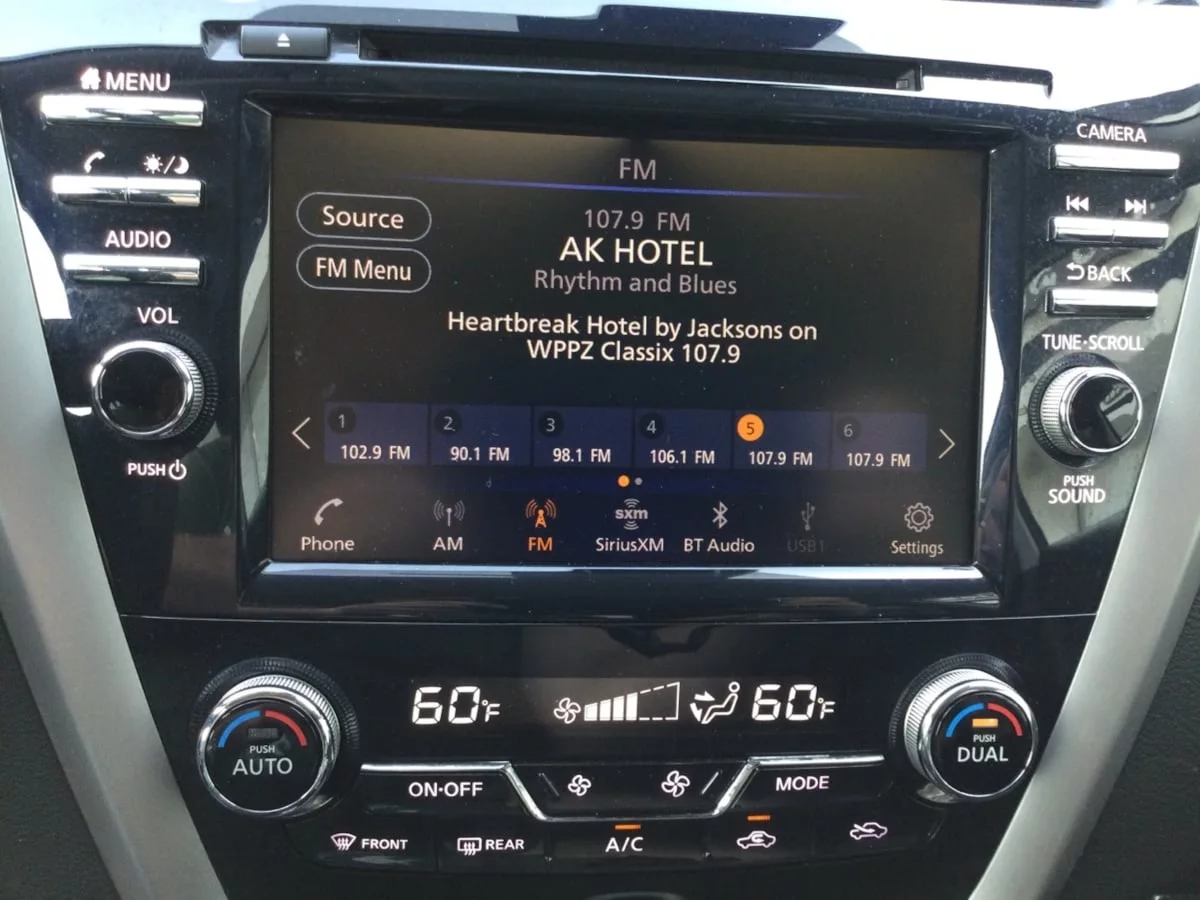 MENU
CAMERA
AUDIO
VOL
PUSH
BACK
TUNE·SCROLL
PUSH
SOUND
FM
Source
FM Menu
107.9 FM
AK HOTEL
Rhythm and Blues
Heartbreak Hotel by Jacksons on
WPPZ Classix 107.9
1 2 3 4 5 6
102.9 FM 90.1 FM 98.1 FM 106.1 FM 107.9 FM 107.9 FM
Phone AM FM SiriusXM BT Audio USB1 Settings
sxm
60°F 60°F
PUSH
AUTO
PUSH
DUAL
ON·OFF MODE
FRONT REAR A/C